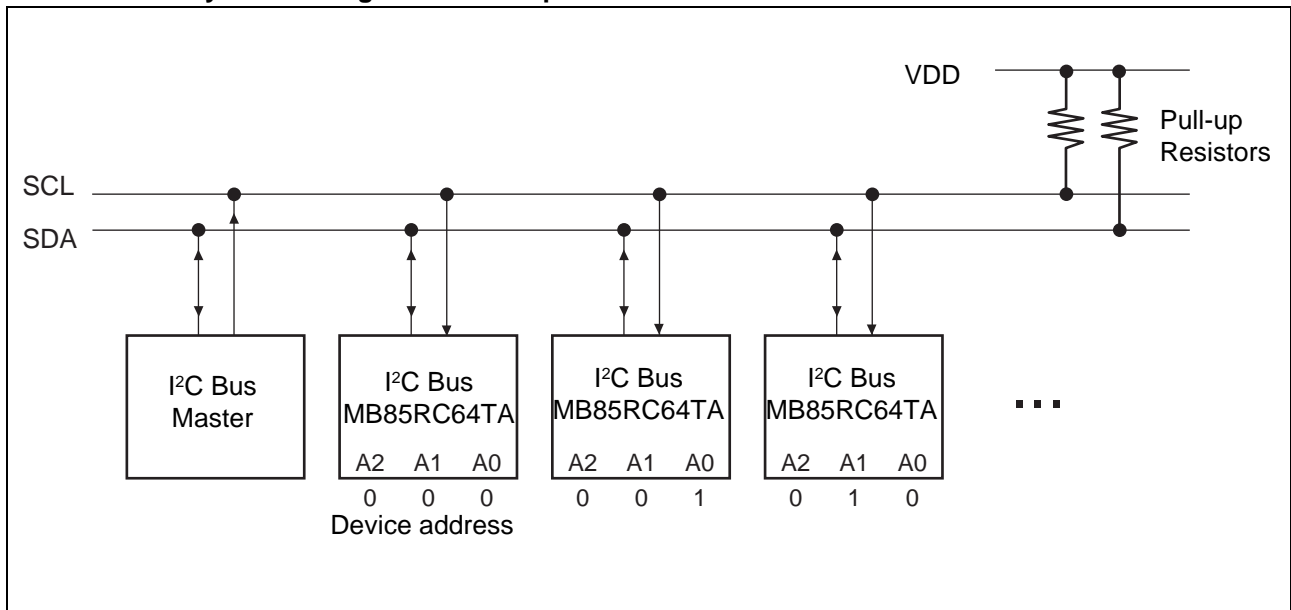 VDD
Pull-up
Resistors
SCL
SDA
I²C Bus
Master
I²C Bus
MB85RC64TA
A2 A1 A0
0 0 0
Device address
I²C Bus
MB85RC64TA
A2 A1 A0
0 0 1
I²C Bus
MB85RC64TA
A2 A1 A0
0 1 0
...